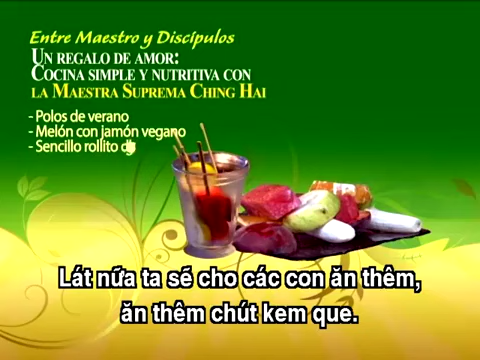 Entre Maestro y Discípulos
Un regalo de amor:
Cocina simple y nutritiva con
la Maestra Suprema Ching Hai
- Polos de verano
- Melón con jamón vegano
- Sencillo rollito
Lát nữa ta sẽ cho các con ăn thêm,
ăn thêm chút kem que.